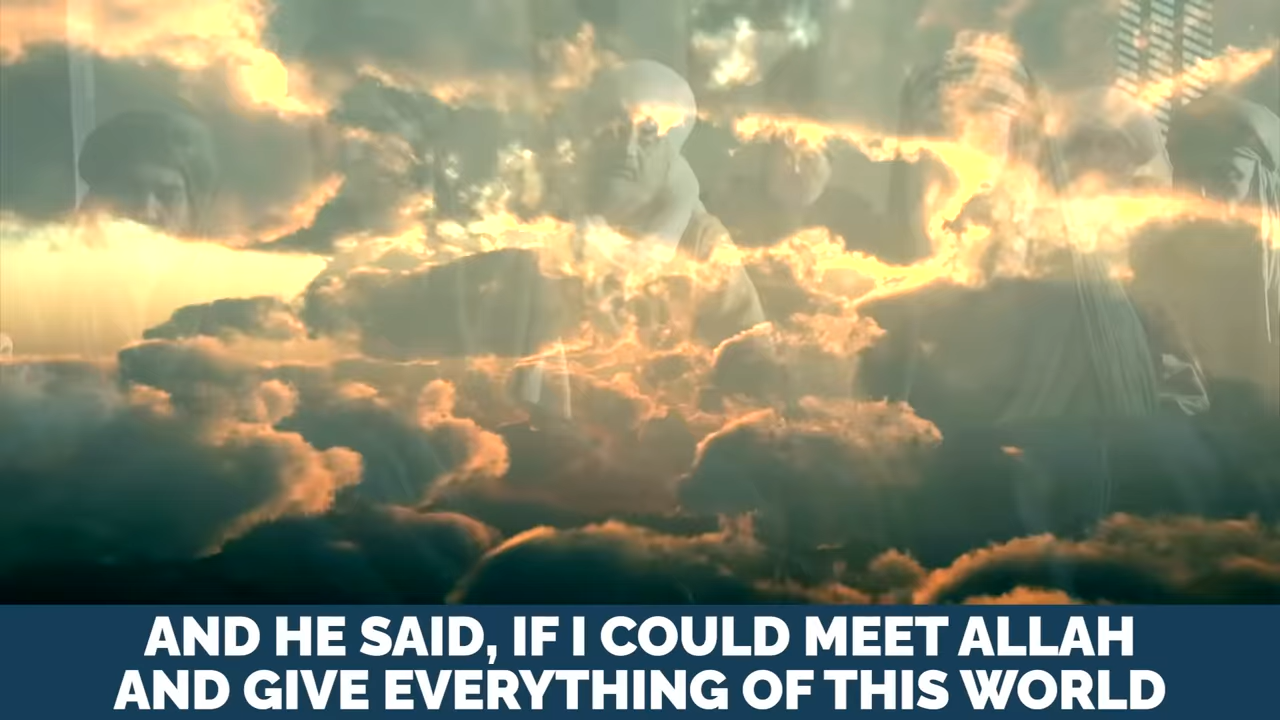 AND HE SAID, IF I COULD MEET ALLAH
AND GIVE EVERYTHING OF THIS WORLD